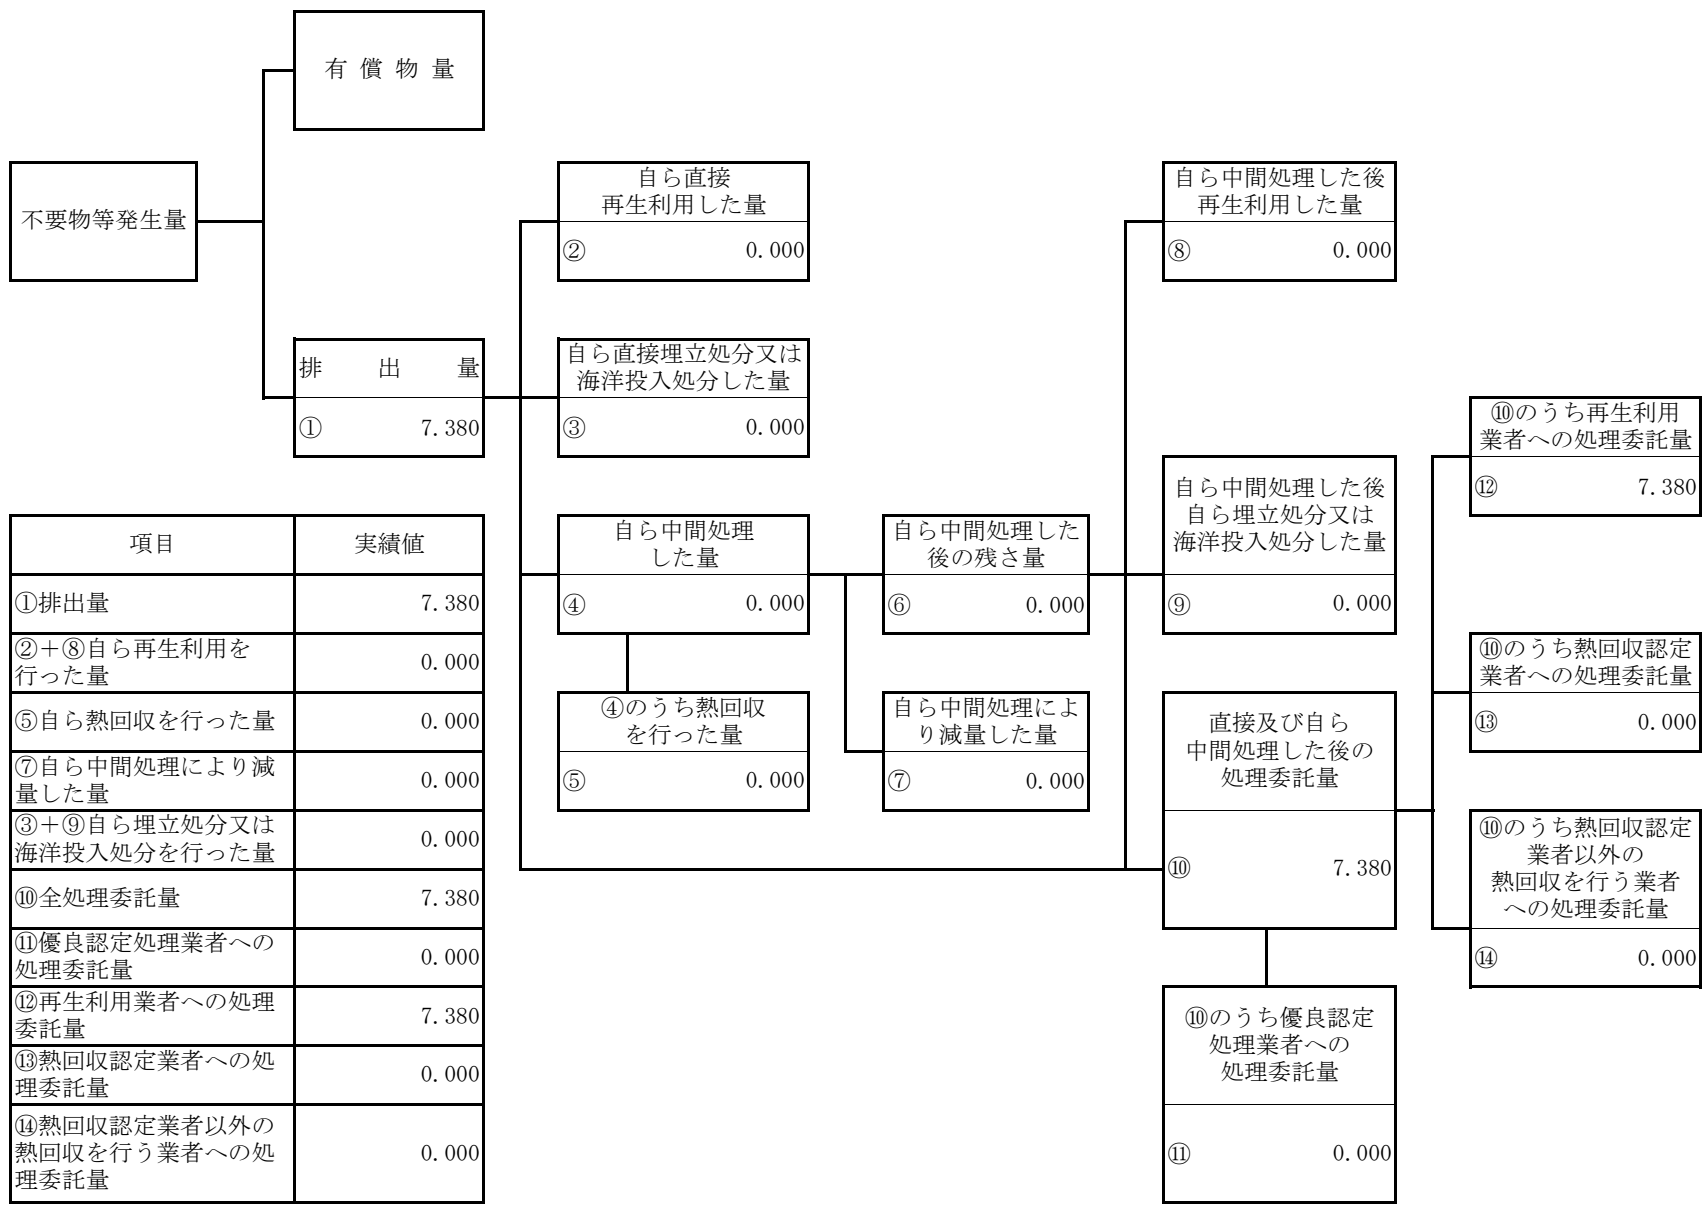 有償物量
不要物等発生量
自ら直接
再生利用した量
② 0.000
自ら中間処理した後
再生利用した量
⑧ 0.000
排出量
① 7.380
自ら直接埋立処分又は
海洋投入処分した量
③ 0.000
⑩のうち再生利用
業者への処理委託量
⑫ 7.380
自ら中間処理
した量
④ 0.000
自ら中間処理した
後の残さ量
⑥ 0.000
自ら中間処理した後
自ら埋立処分又は
海洋投入処分した量
⑨ 0.000
⑩のうち熱回収認定
業者への処理委託量
⑬ 0.000
④のうち熱回収
を行った量
⑤ 0.000
自ら中間処理によ
り減量した量
⑦ 0.000
直接及び自ら
中間処理した後の
処理委託量
⑩ 7.380
⑩のうち熱回収認定
業者以外の
熱回収を行う業者
への処理委託量
⑭ 0.000
⑩のうち優良認定
処理業者への
処理委託量
⑪ 0.000
項目 実績値
①排出量 7.380
②＋⑧自ら再生利用を
行った量 0.000
⑤自ら熱回収を行った量 0.000
⑦自ら中間処理により減
量した量 0.000
③＋⑨自ら埋立処分又は
海洋投入処分を行った量 0.000
⑩全処理委託量 7.380
⑪優良認定処理業者への
処理委託量 0.000
⑫再生利用業者への処理
委託量 7.380
⑬熱回収認定業者への処
理委託量 0.000
⑭熱回収認定業者以外の
熱回収を行う業者への処
理委託量 0.000